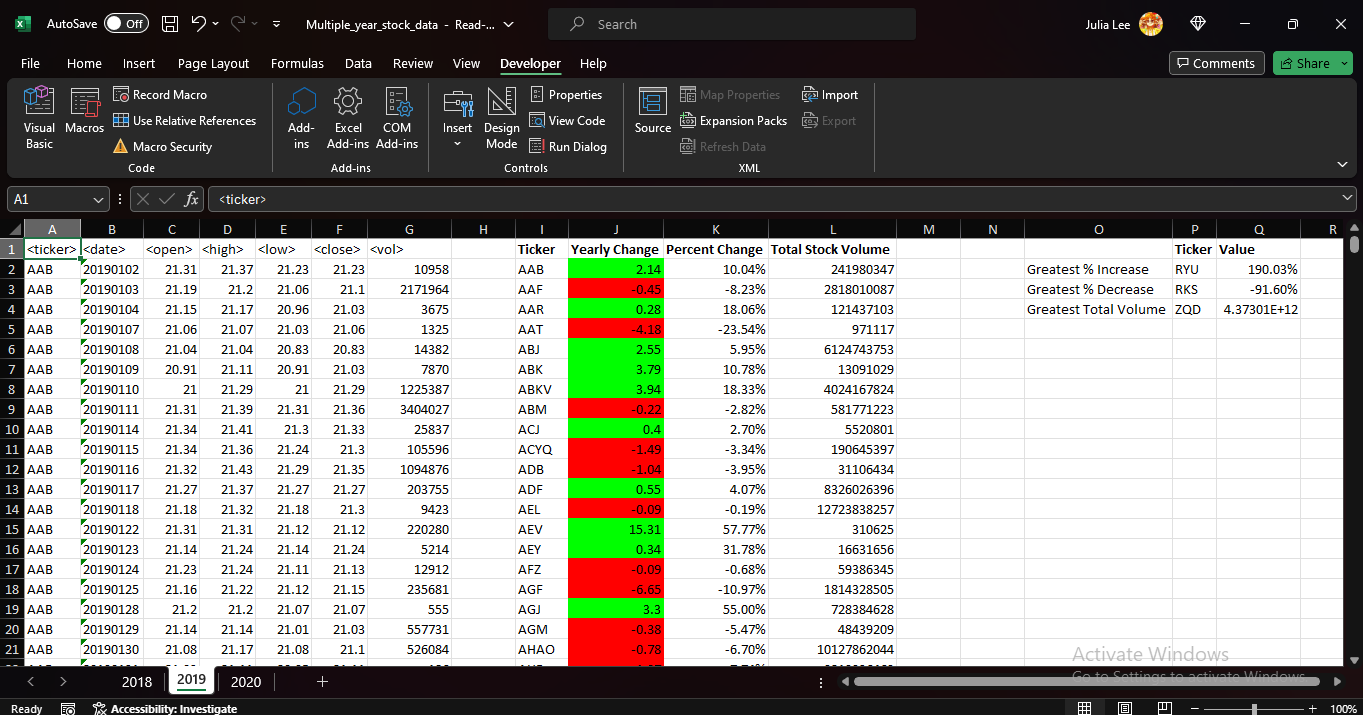 AutoSave Off Multiple_year_stock_data - Read-... Search Julia Lee
File Home Insert Page Layout Formulas Data Review View Developer Help Comments Share
Visual Basic
Macros
Record Macro
Use Relative References
Macro Security
Code
Add-ins
Excel Add-ins
COM Add-ins
Add-ins
Insert
Design Mode
Properties
View Code
Run Dialog
Controls
Source
Map Properties
Expansion Packs
Refresh Data
Import
Export
XML
A1 fx <ticker>
A B C D E F G H I J K L M N O P Q R
1 <ticker> <date> <open> <high> <low> <close> <vol> Ticker Yearly Change Percent Change Total Stock Volume Ticker Value
2 AAB 20190102 21.31 21.37 21.23 21.23 10958 AAB 2.14 10.04% 241980347 Greatest % Increase RYU 190.03%
3 AAB 20190103 21.19 21.2 21.06 21.1 2171964 AAF -0.45 -8.23% 2818010087 Greatest % Decrease RKS -91.60%
4 AAB 20190104 21.15 21.17 20.96 21.03 3675 AAR 0.28 18.06% 121437103 Greatest Total Volume ZQD 4.37301E+12
5 AAB 20190107 21.06 21.07 21.03 21.06 1325 AAT -4.18 -23.54% 971117
6 AAB 20190108 21.04 21.04 20.83 20.83 14382 ABJ 2.55 5.95% 6124743753
7 AAB 20190109 20.91 21.11 20.91 21.03 7870 ABK 3.79 10.78% 13091029
8 AAB 20190110 21 21.29 21 21.29 1225387 ABKV 3.94 18.33% 4024167824
9 AAB 20190111 21.31 21.39 21.31 21.36 3404027 ABM -0.22 -2.82% 581771223
10 AAB 20190114 21.34 21.41 21.3 21.33 25837 ACJ 0.4 2.70% 5520801
11 AAB 20190115 21.34 21.36 21.24 21.3 105596 ACYQ -1.49 -3.34% 190645397
12 AAB 20190116 21.32 21.43 21.29 21.35 1094876 ADB -1.04 -3.95% 31106434
13 AAB 20190117 21.27 21.37 21.27 21.27 203755 ADF 0.55 4.07% 8326026396
14 AAB 20190118 21.18 21.32 21.18 21.3 9423 AEL -0.09 -0.19% 12723838257
15 AAB 20190122 21.31 21.31 21.12 21.12 220280 AEV 15.31 57.77% 310625
16 AAB 20190123 21.14 21.24 21.14 21.24 5214 AEY 0.34 31.78% 16631656
17 AAB 20190124 21.23 21.24 21.11 21.13 12912 AFZ -0.09 -0.68% 59386345
18 AAB 20190125 21.16 21.22 21.12 21.15 235681 AGF -6.65 -10.97% 1814328505
19 AAB 20190128 21.2 21.2 21.07 21.07 555 AGJ 3.3 55.00% 728384628
20 AAB 20190129 21.14 21.14 21.01 21.03 557731 AGM -0.38 -5.47% 48439209
21 AAB 20190130 21.08 21.17 21.08 21.1 526084 AHAO -0.78 -6.70% 10127862044
Activate Windows
Go to Settings to activate Windows.
2018 2019 2020
Ready Accessibility: Investigate 100%